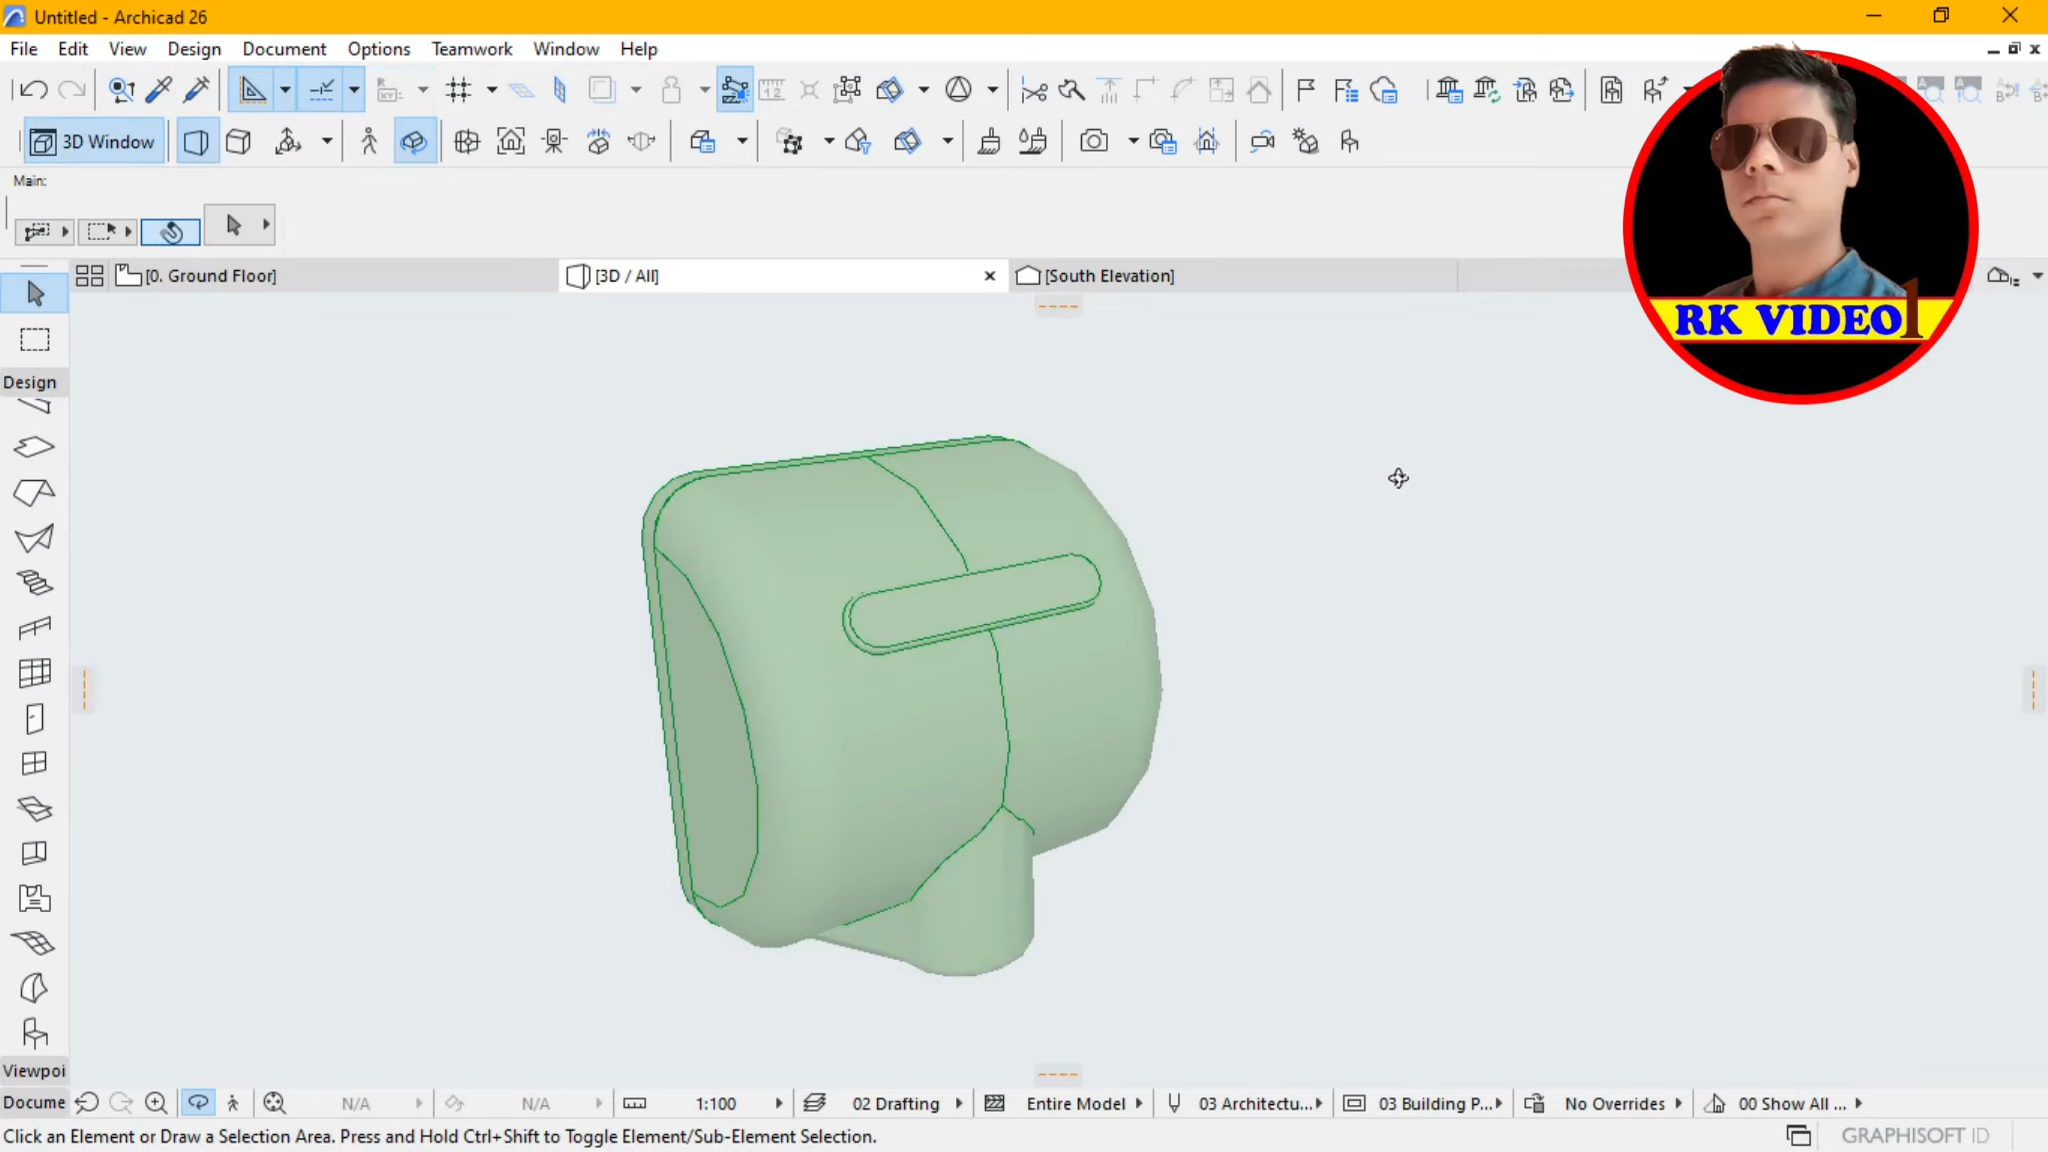 Untitled - Archicad 26
File Edit View Design Document Options Teamwork Window Help
3D Window
Main:
[0. Ground Floor]
[3D / All]
[South Elevation]
RK VIDEO1
Design
Viewpoi
Docume
N/A
N/A
1:100
02 Drafting
Entire Model
03 Architectu...
03 Building P...
No Overrides
00 Show All ...
Click an Element or Draw a Selection Area. Press and Hold Ctrl+Shift to Toggle Element/Sub-Element Selection.
GRAPHISOFT ID